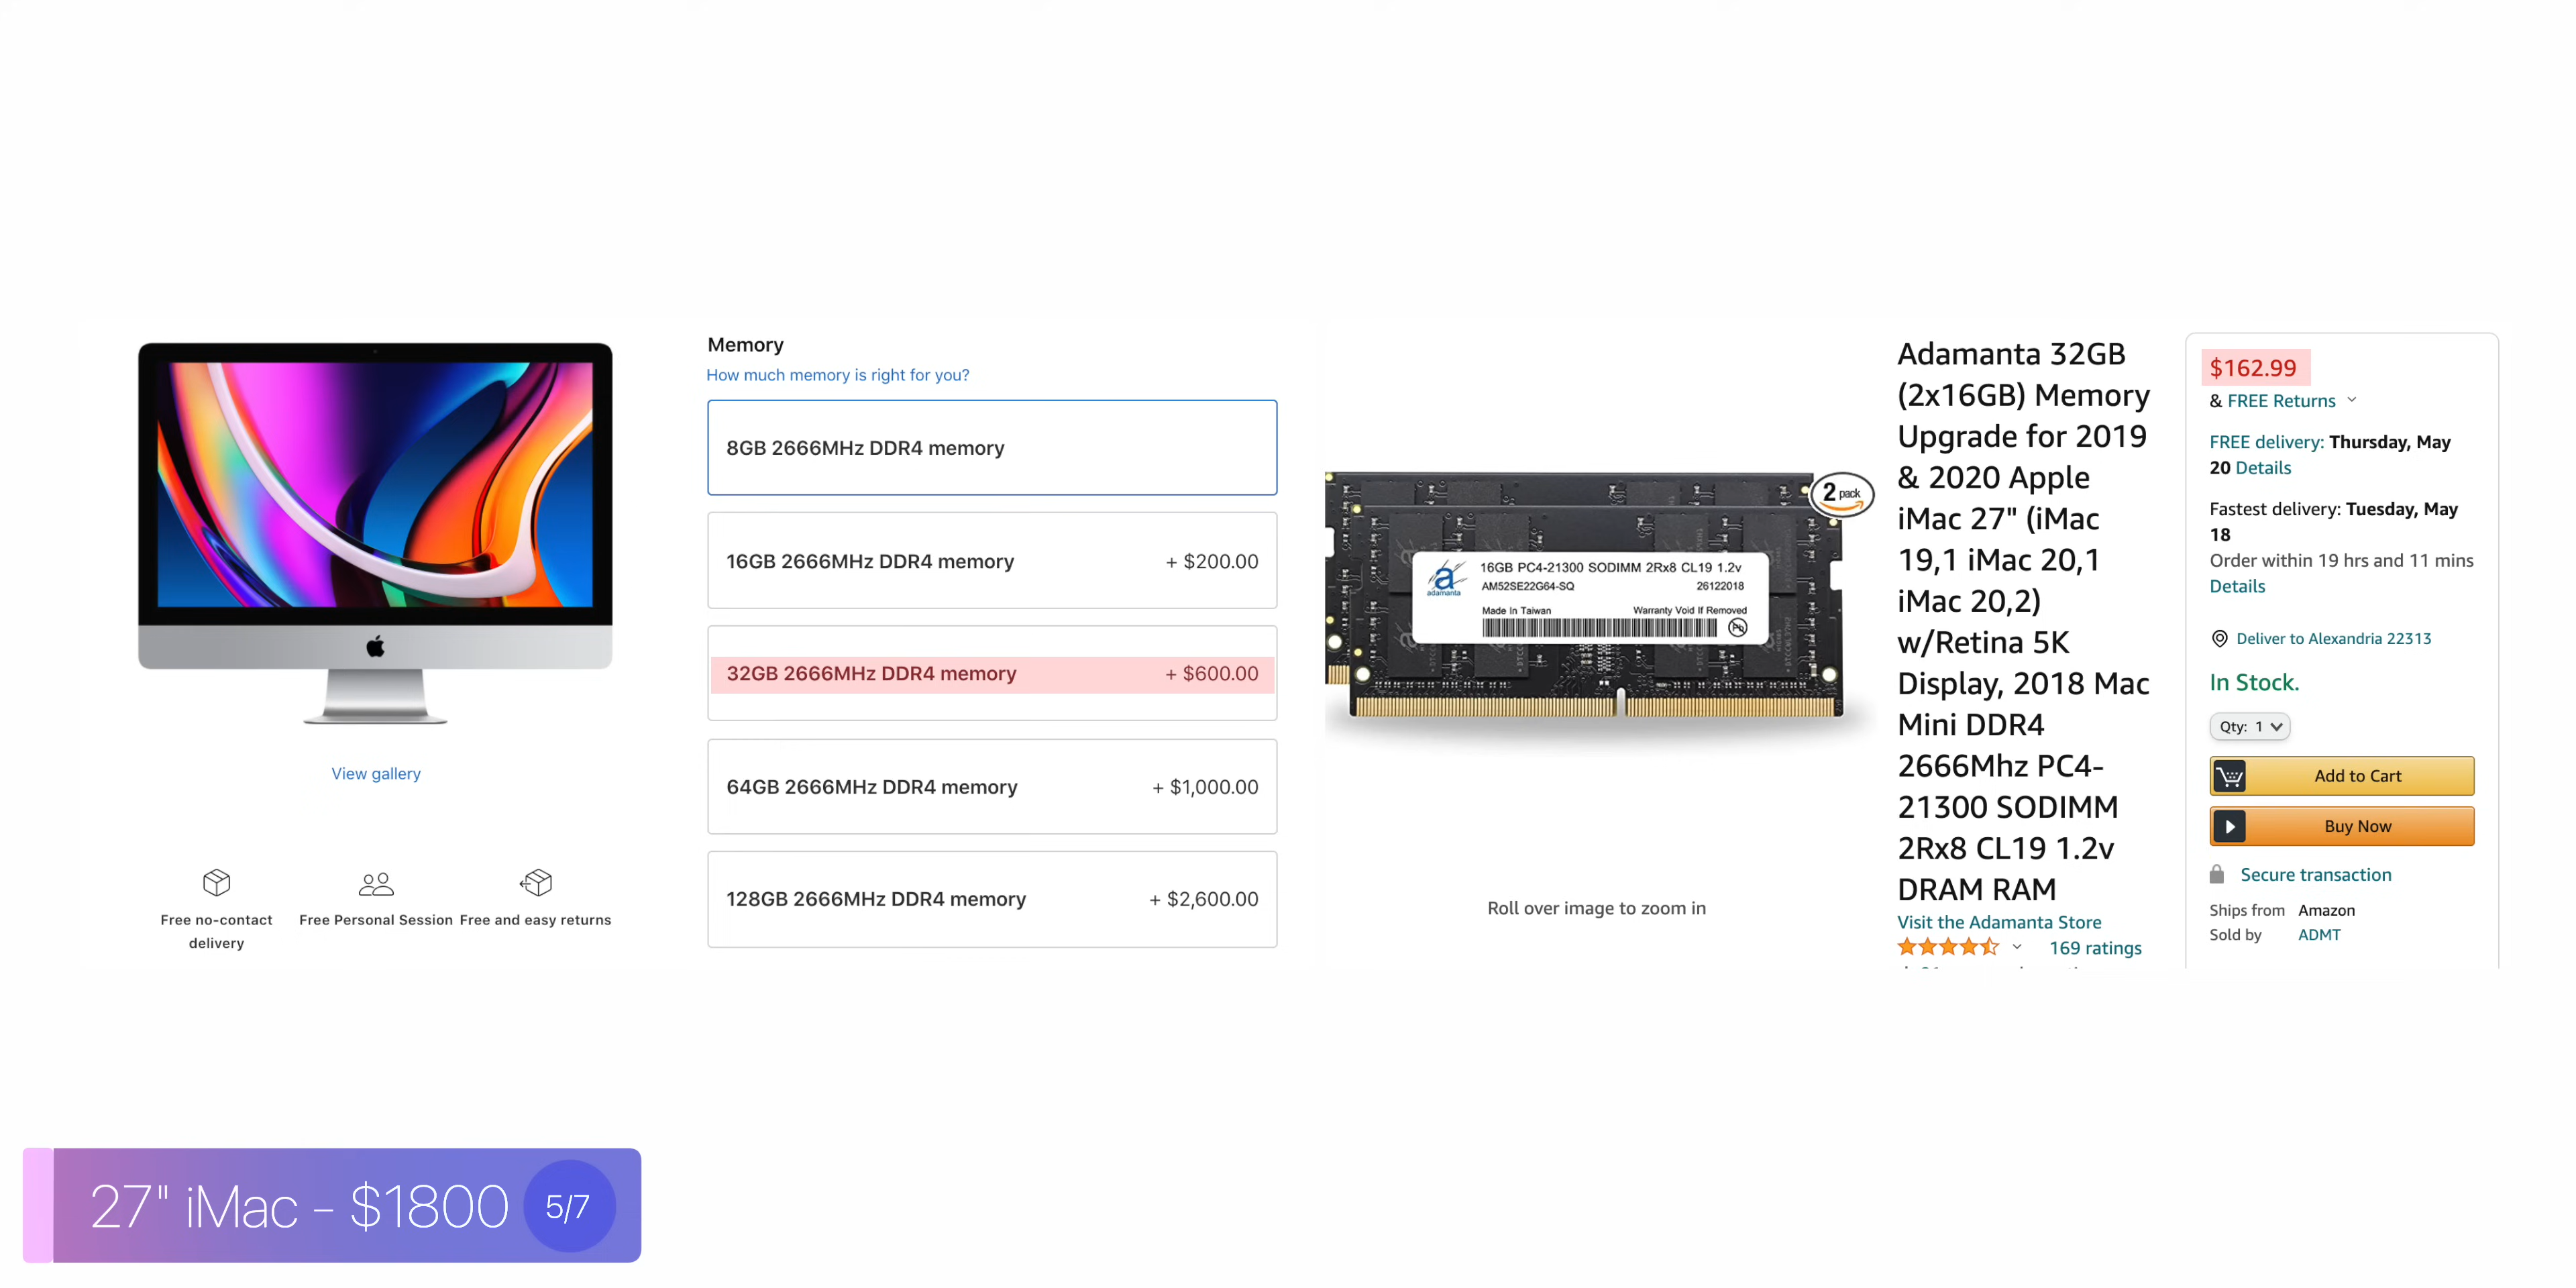 View gallery
Free no-contact
delivery
Free Personal Session
Free and easy returns
Memory
How much memory is right for you?
8GB 2666MHz DDR4 memory
16GB 2666MHz DDR4 memory + $200.00
32GB 2666MHz DDR4 memory + $600.00
64GB 2666MHz DDR4 memory + $1,000.00
128GB 2666MHz DDR4 memory + $2,600.00
2 pack
adamanta
16GB PC4-21300 SODIMM 2Rx8 CL19 1.2v
AM52SE22G64-SQ 26122018
Made In Taiwan Warranty Void If Removed
Pb
Roll over image to zoom in
Adamanta 32GB
(2x16GB) Memory
Upgrade for 2019
& 2020 Apple
iMac 27" (iMac
19,1 iMac 20,1
iMac 20,2)
w/Retina 5K
Display, 2018 Mac
Mini DDR4
2666Mhz PC4-
21300 SODIMM
2Rx8 CL19 1.2v
DRAM RAM
Visit the Adamanta Store
169 ratings
$162.99
& FREE Returns
FREE delivery: Thursday, May
20 Details
Fastest delivery: Tuesday, May
18
Order within 19 hrs and 11 mins
Details
Deliver to Alexandria 22313
In Stock.
Qty: 1
Add to Cart
Buy Now
Secure transaction
Ships from Amazon
Sold by ADMT
27" iMac – $1800 5/7